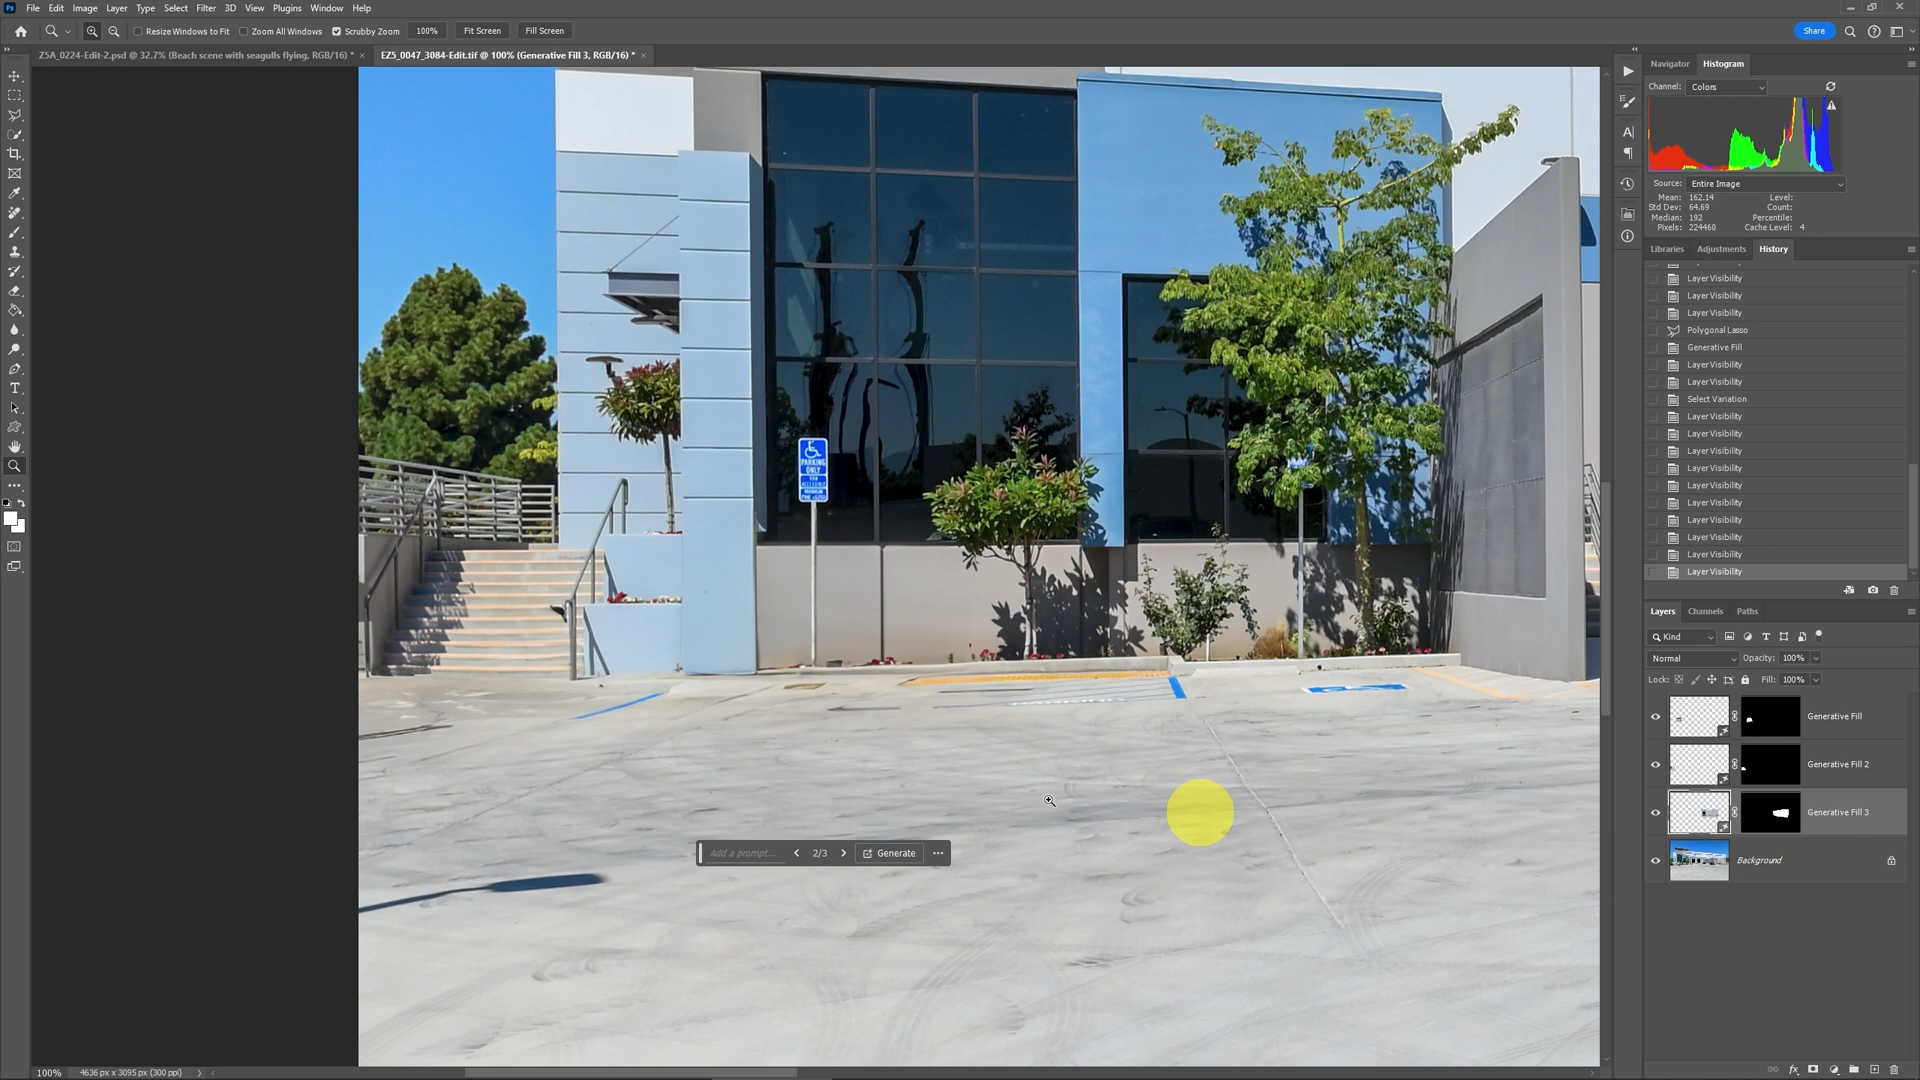 Ps File Edit Image Layer Type Select Filter 3D View Plugins Window Help
Resize Windows to Fit Zoom All Windows Scrubby Zoom 100% Fit Screen Fill Screen Share
Z5A_0224-Edit-2.psd @ 32.7% (Beach scene with seagulls flying, RGB/16) * × EZ5_0047_3084-Edit.tif @ 100% (Generative Fill 3, RGB/16) * ×
Navigator Histogram
Channel: Colors
Source: Entire Image
Mean: 162.14 Level:
Std Dev: 64.69 Count:
Median: 192 Percentile:
Pixels: 224460 Cache Level: 4
Libraries Adjustments History
Layer Visibility
Layer Visibility
Layer Visibility
Polygonal Lasso
Generative Fill
Layer Visibility
Layer Visibility
Select Variation
Layer Visibility
Layer Visibility
Layer Visibility
Layer Visibility
Layer Visibility
Layer Visibility
Layer Visibility
Layer Visibility
Layer Visibility
Layer Visibility
Layers Channels Paths
Kind
Normal Opacity: 100%
Lock: Fill: 100%
Generative Fill
Generative Fill 2
Generative Fill 3
Background
PARKING
ONLY
Add a prompt... 2/3 Generate
100% 4636 px x 3095 px (300 ppi)